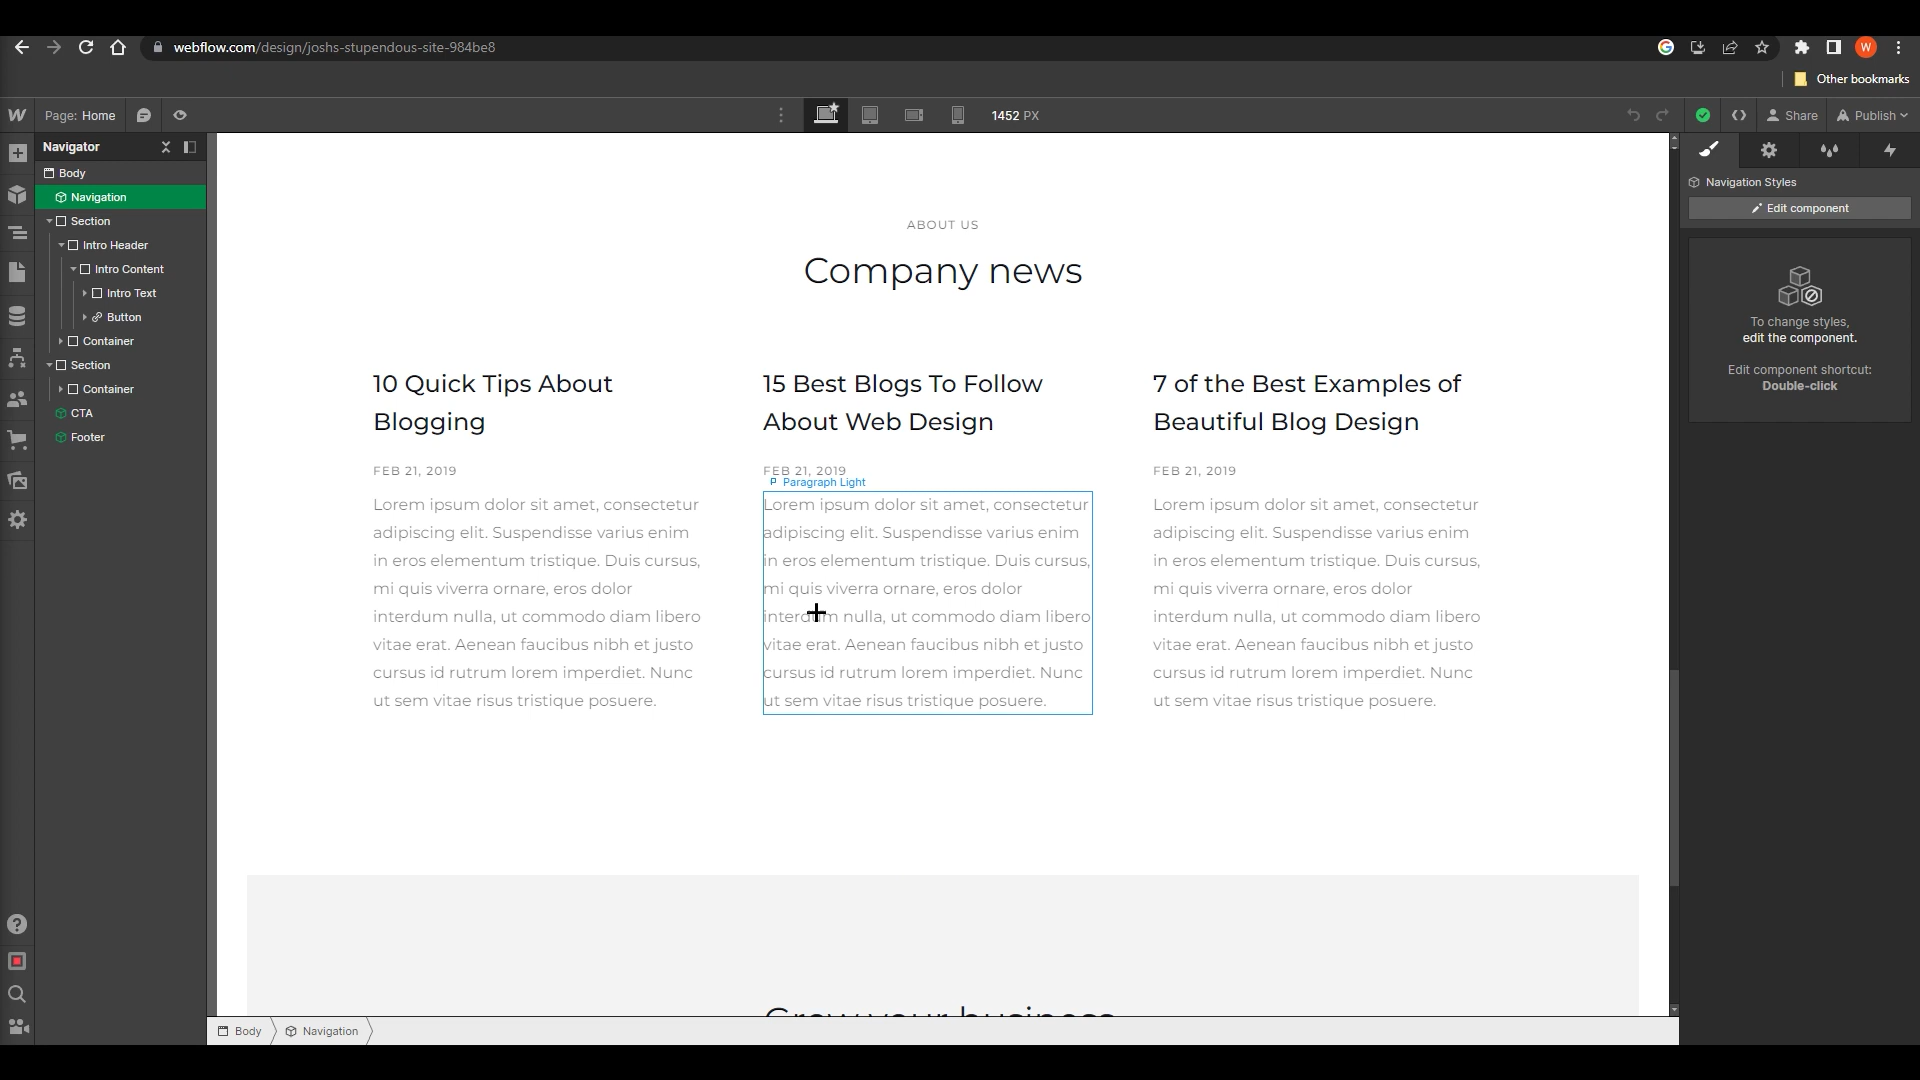 webflow.com/design/joshs-stupendous-site-984be8
W
Other bookmarks
Page: Home
1452 PX
Share
Publish
Navigator
Body
Navigation
Section
Intro Header
Intro Content
Intro Text
Button
Container
Section
Container
CTA
Footer
ABOUT US
Company news
10 Quick Tips About
Blogging
FEB 21, 2019
Lorem ipsum dolor sit amet, consectetur
adipiscing elit. Suspendisse varius enim
in eros elementum tristique. Duis cursus,
mi quis viverra ornare, eros dolor
interdum nulla, ut commodo diam libero
vitae erat. Aenean faucibus nibh et justo
cursus id rutrum lorem imperdiet. Nunc
ut sem vitae risus tristique posuere.
15 Best Blogs To Follow
About Web Design
FEB 21, 2019
Paragraph Light
Lorem ipsum dolor sit amet, consectetur
adipiscing elit. Suspendisse varius enim
in eros elementum tristique. Duis cursus,
mi quis viverra ornare, eros dolor
interdum nulla, ut commodo diam libero
vitae erat. Aenean faucibus nibh et justo
cursus id rutrum lorem imperdiet. Nunc
ut sem vitae risus tristique posuere.
7 of the Best Examples of
Beautiful Blog Design
FEB 21, 2019
Lorem ipsum dolor sit amet, consectetur
adipiscing elit. Suspendisse varius enim
in eros elementum tristique. Duis cursus,
mi quis viverra ornare, eros dolor
interdum nulla, ut commodo diam libero
vitae erat. Aenean faucibus nibh et justo
cursus id rutrum lorem imperdiet. Nunc
ut sem vitae risus tristique posuere.
Grow your business
Body
Navigation
Navigation Styles
Edit component
To change styles,
edit the component.
Edit component shortcut:
Double-click